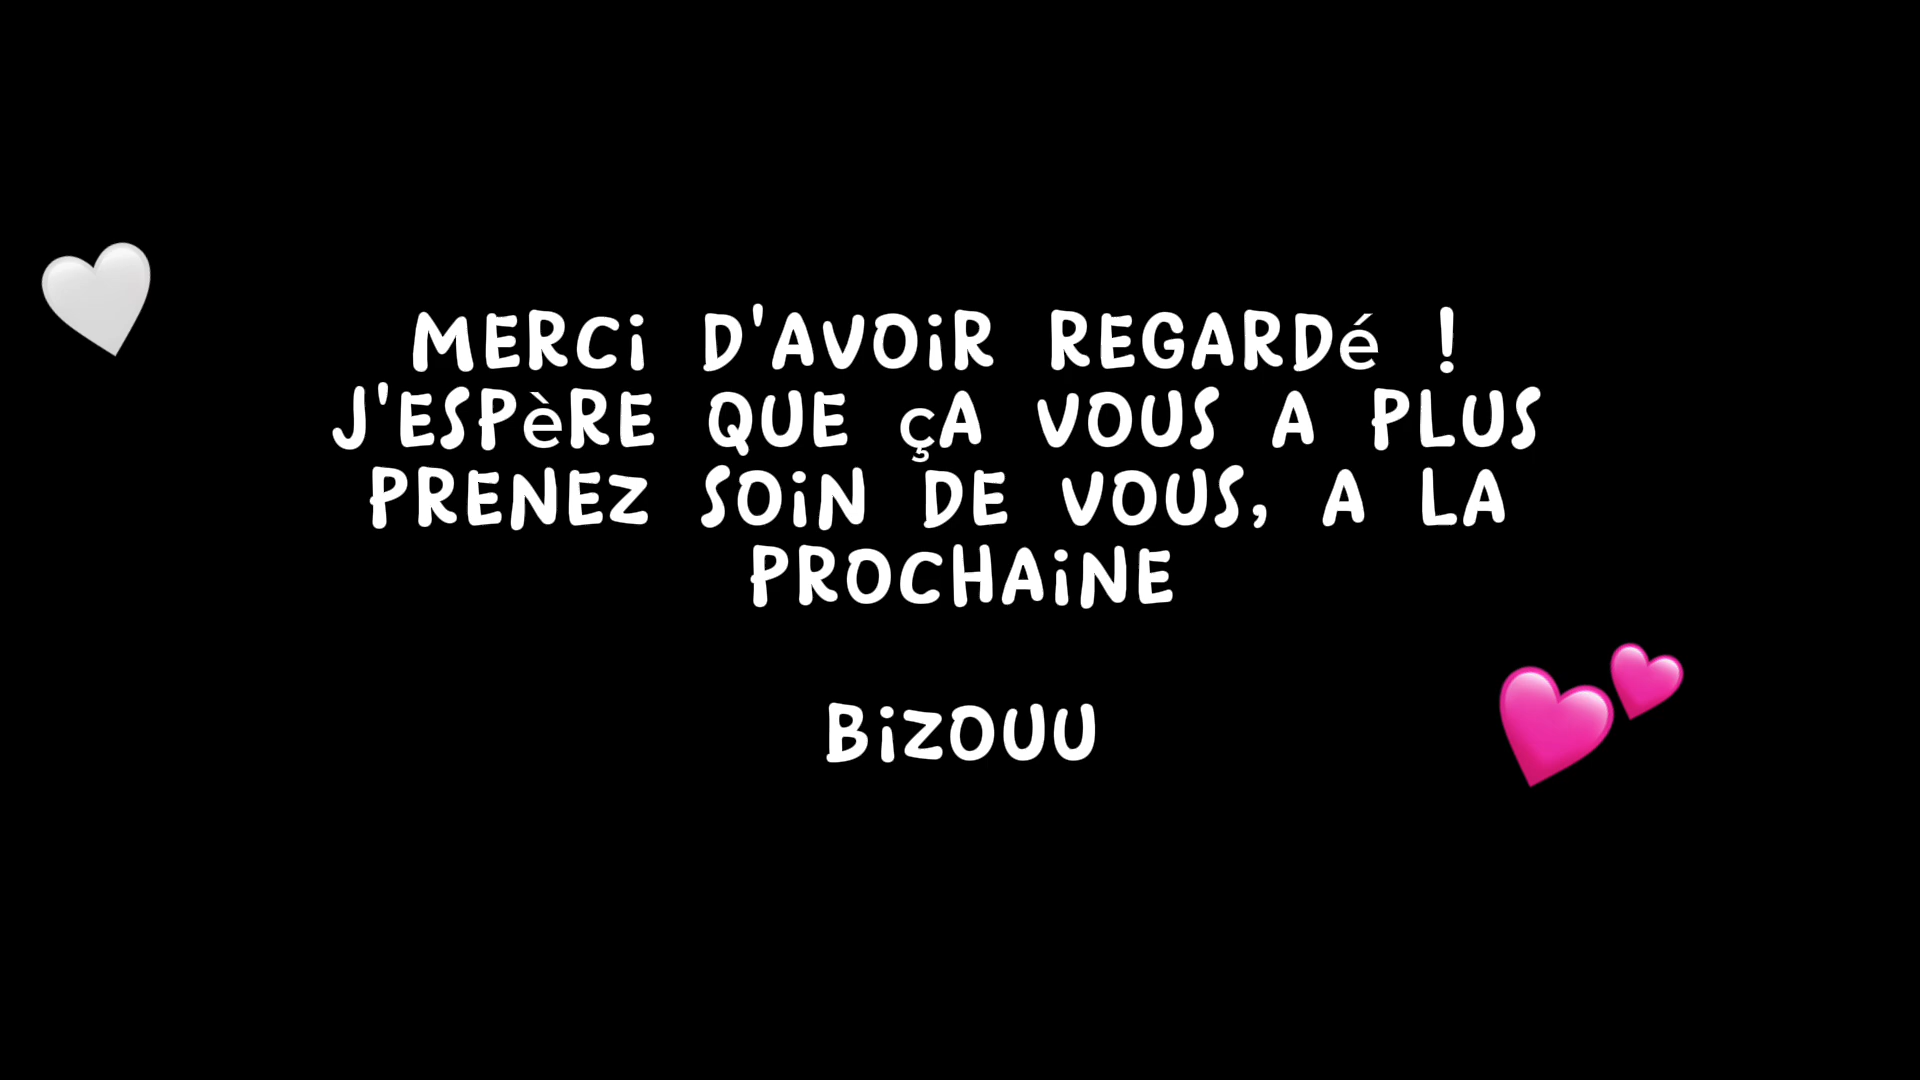 MERCi D'AVOiR REGARDé !
J'ESPèRE QUE çA VOUS A PLUS
PRENEZ SOiN DE VOUS, A LA
PROCHAiNE
BiZOUU